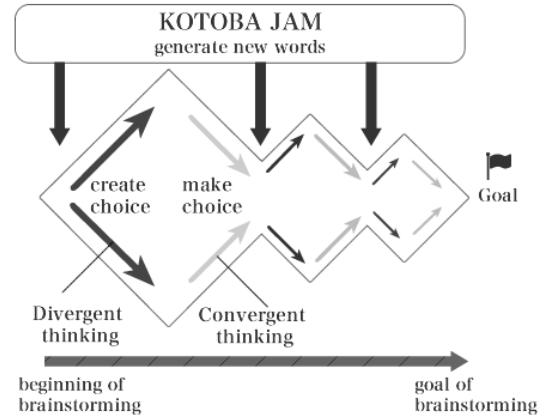 KOTOBA JAM
generate new words
create
choice
make
choice
Goal
Divergent
thinking
Convergent
thinking
beginning of
brainstorming
goal of
brainstorming